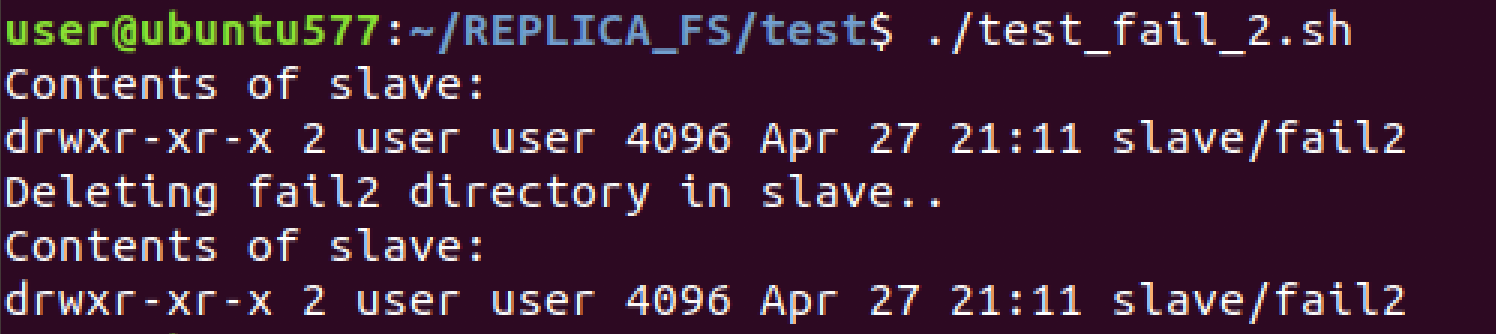 user@ubuntu577:~/REPLICA_FS/test$ ./test_fail_2.sh
Contents of slave:
drwxr-xr-x 2 user user 4096 Apr 27 21:11 slave/fail2
Deleting fail2 directory in slave..
Contents of slave:
drwxr-xr-x 2 user user 4096 Apr 27 21:11 slave/fail2